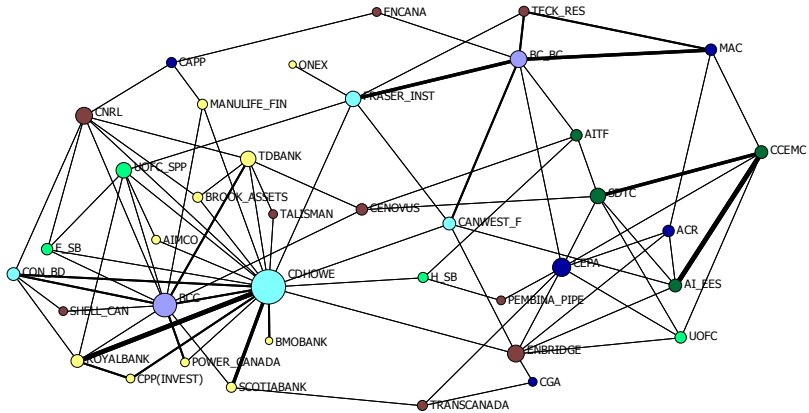 ENCANA
TECK_RES
MAC
BC_BC
CAPP
ONEX
FRASER_INST
MANULIFE_FIN
CNRL
AITF
CCEMC
TDBANK
UOFC_SPP
BROOK_ASSETS
SDTC
CENOVUS
TALISMAN
CANWEST_F
ACR
AIMCO
E_SB
CEPA
CON_BD
CDHOWE
H_SB
AI_EES
PEMBINA_PIPE
BCC
SHELL_CAN
BMOBANK
UOFC
ENBRIDGE
ROYALBANK
POWER_CANADA
CPP(INVEST)
SCOTIABANK
CGA
TRANSCANADA